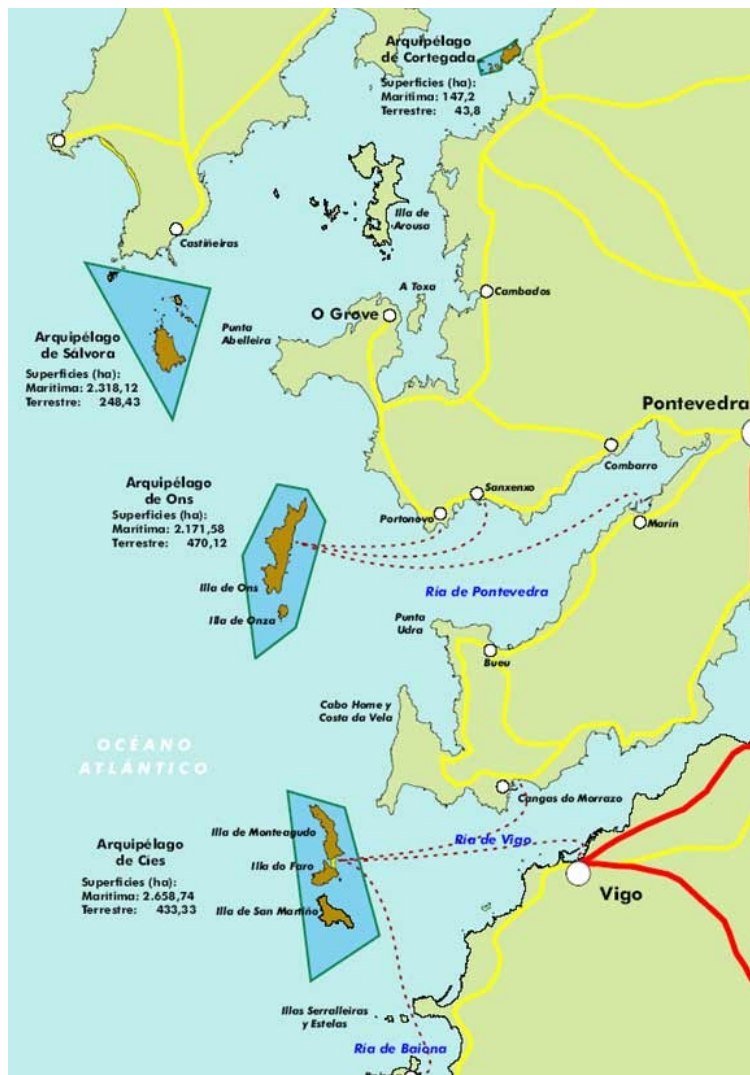 Arquipélago
de Cortegada
Superficies (ha):
Marítima: 147,2
Terrestre: 43,8
Illa de
Arousa
Castiñeiras
A Toxa
Cambados
O Grove
Punta
Abelleira
Arquipélago
de Sálvora
Superficies (ha):
Marítima: 2.318,12
Terrestre: 248,43
Pontevedra
Combarro
Arquipélago
de Ons
Superficies (ha):
Marítima: 2.171,58
Terrestre: 470,12
Sanxenxo
Portonovo
Marín
Illa de Ons
Ría de Pontevedra
Illa de Onza
Punta
Udra
Bueu
Cabo Home y
Costa da Vela
OCÉANO
ATLÁNTICO
Cangas do Morrazo
Illa de Monteagudo
Ría de Vigo
Arquipélago
de Cíes
Superficies (ha):
Marítima: 2.658,74
Terrestre: 433,33
Illa do Faro
Vigo
Illa de San Martiño
Illas Serralleiras
y Estelas
Ría de Baiona